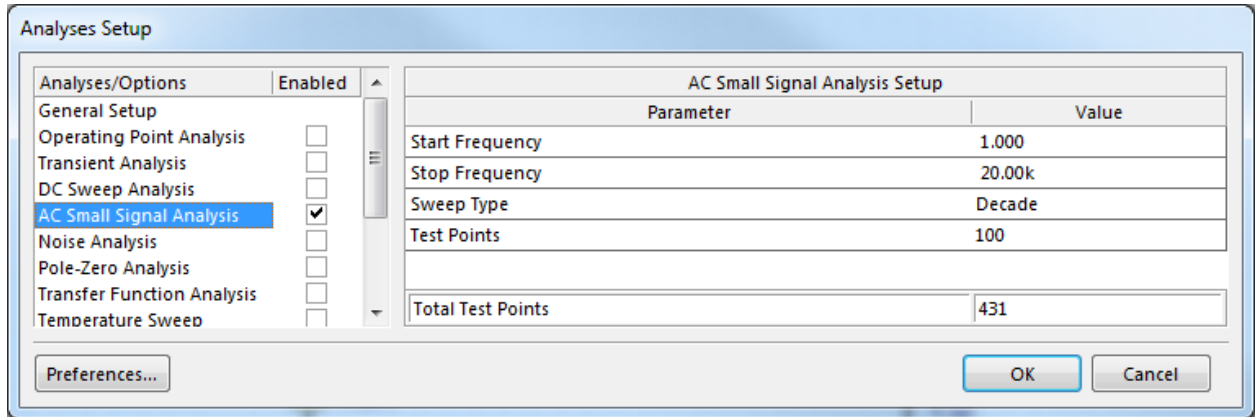 Analyses Setup
Analyses/Options Enabled
General Setup
Operating Point Analysis
Transient Analysis
DC Sweep Analysis
AC Small Signal Analysis
Noise Analysis
Pole-Zero Analysis
Transfer Function Analysis
Temperature Sweep
AC Small Signal Analysis Setup
Parameter Value
Start Frequency 1.000
Stop Frequency 20.00k
Sweep Type Decade
Test Points 100
Total Test Points 431
Preferences... OK Cancel